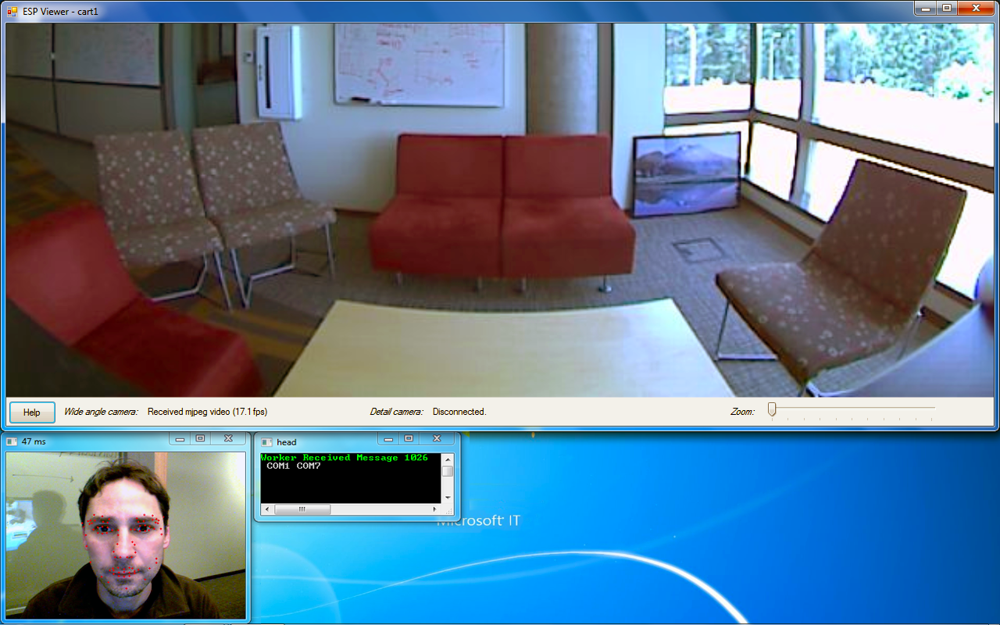 ESP Viewer - cart1
Help
Wide angle camera: Received mjpeg video (17.1 fps)
Detail camera: Disconnected.
Zoom:
47 ms
head
Worker Received Message 1026
COM1 COM7
Microsoft IT